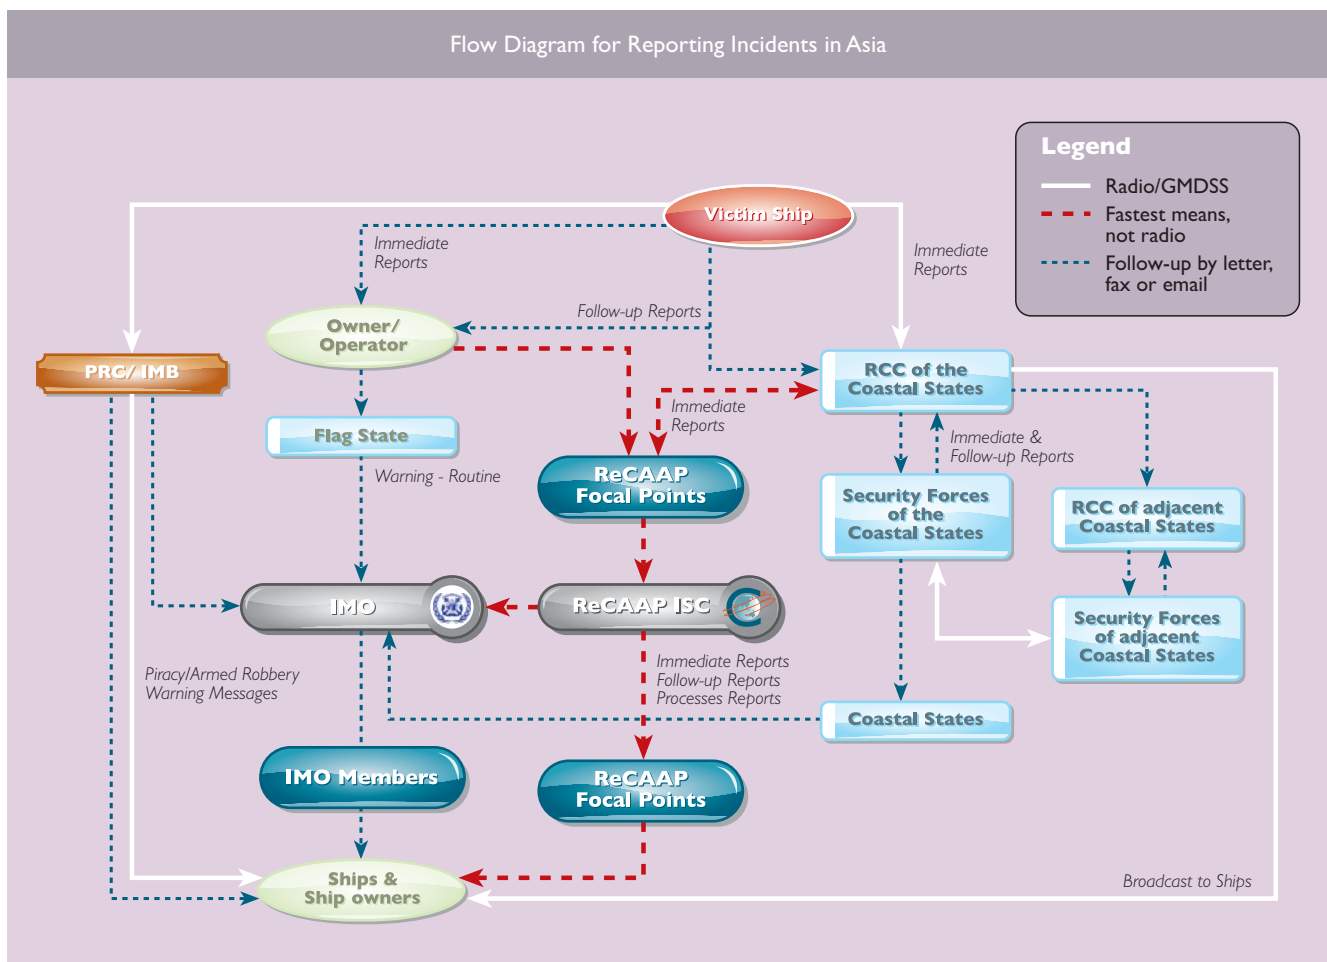 Flow Diagram for Reporting Incidents in Asia
Legend
Radio/GMDSS
Fastest means,
not radio
Follow-up by letter,
fax or email
Victim Ship
Immediate
Reports
Immediate
Reports
Follow-up Reports
Owner/
Operator
PRC/ IMB
RCC of the
Coastal States
Immediate
Reports
Flag State
Immediate &
Follow-up Reports
Warning - Routine
ReCAAP
Focal Points
Security Forces
of the
Coastal States
RCC of adjacent
Coastal States
IMO
ReCAAP ISC
Security Forces
of adjacent
Coastal States
Piracy/Armed Robbery
Warning Messages
Immediate Reports
Follow-up Reports
Processes Reports
Coastal States
IMO Members
ReCAAP
Focal Points
Ships &
Ship owners
Broadcast to Ships